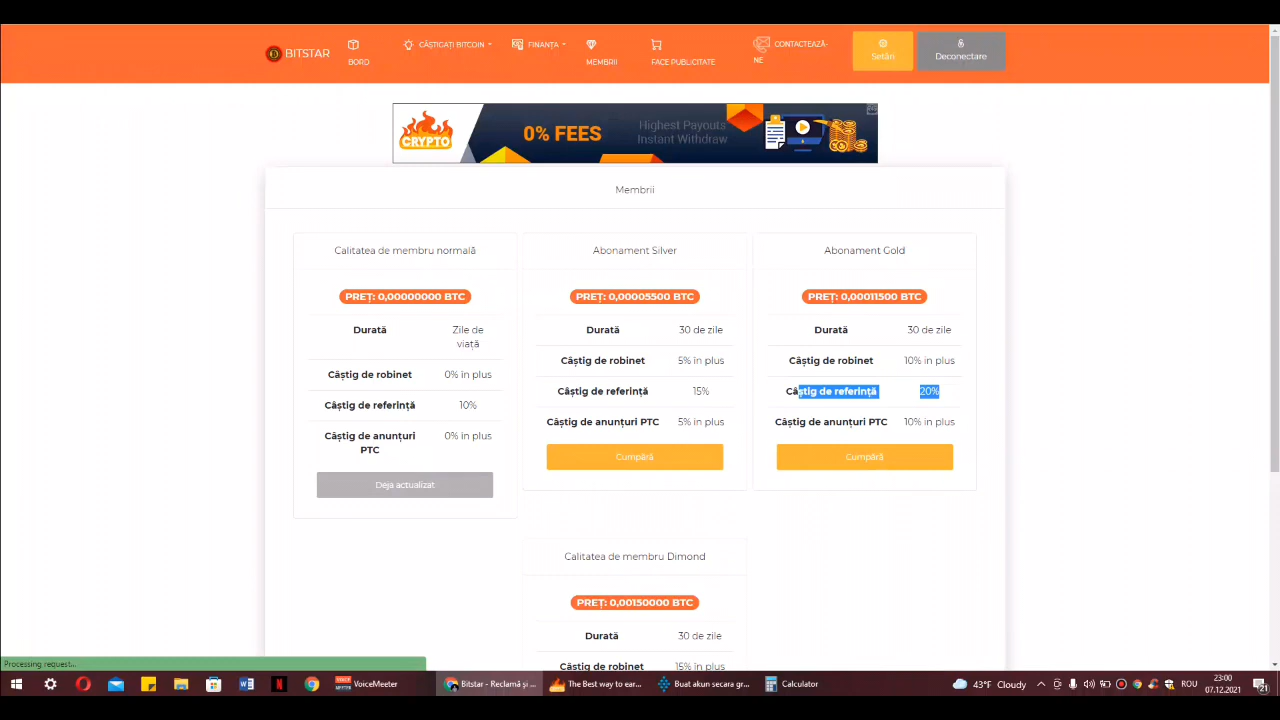 BITSTAR
BORD
CÂȘTIGAȚI BITCOIN
FINANȚA
MEMBRII
FACE PUBLICITATE
CONTACTEAZĂ-
NE
Setări
Deconectare
CRYPTO
0% FEES
Highest Payouts
Instant Withdraw
Membrii
Calitatea de membru normală
PREȚ: 0,00000000 BTC
Durată Zile de
viață
Câștig de robinet 0% în plus
Câștig de referință 10%
Câștig de anunțuri 0% în plus
PTC
Deja actualizat
Abonament Silver
PREȚ: 0,00005500 BTC
Durată 30 de zile
Câștig de robinet 5% în plus
Câștig de referință 15%
Câștig de anunțuri PTC 5% în plus
Cumpără
Abonament Gold
PREȚ: 0,00011500 BTC
Durată 30 de zile
Câștig de robinet 10% în plus
Câștig de referință 20%
Câștig de anunțuri PTC 10% în plus
Cumpără
Calitatea de membru Dimond
PREȚ: 0,00150000 BTC
Durată 30 de zile
Câștig de robinet 15% în plus
Processing request...
VoiceMeeter
Bitstar - Reclamă și ...
The Best way to ear...
Buat akun secara gr...
Calculator
43°F Cloudy
ROU
23:00
07.12.2021
21